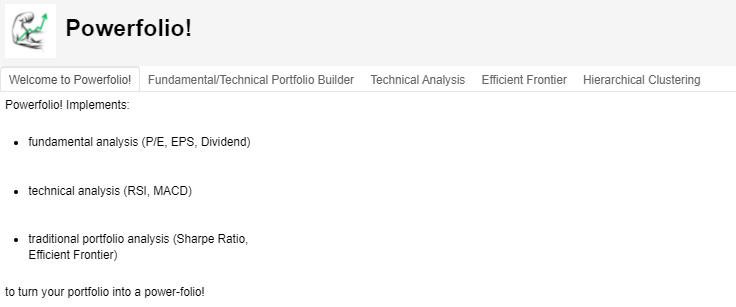 Powerfolio!
Welcome to Powerfolio! Fundamental/Technical Portfolio Builder Technical Analysis Efficient Frontier Hierarchical Clustering
Powerfolio! Implements:
• fundamental analysis (P/E, EPS, Dividend)
• technical analysis (RSI, MACD)
• traditional portfolio analysis (Sharpe Ratio,
Efficient Frontier)
to turn your portfolio into a power-folio!